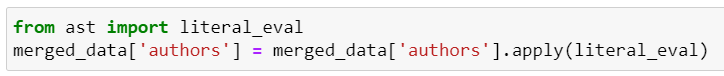 from ast import literal_eval
merged_data['authors'] = merged_data['authors'].apply(literal_eval)